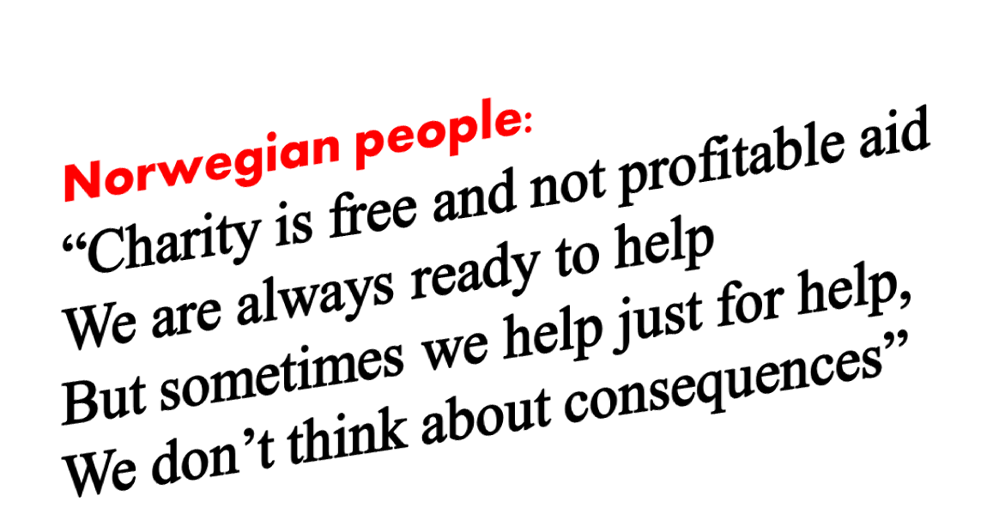 Norwegian people:
“Charity is free and not profitable aid
We are always ready to help
But sometimes we help just for help,
We don’t think about consequences”